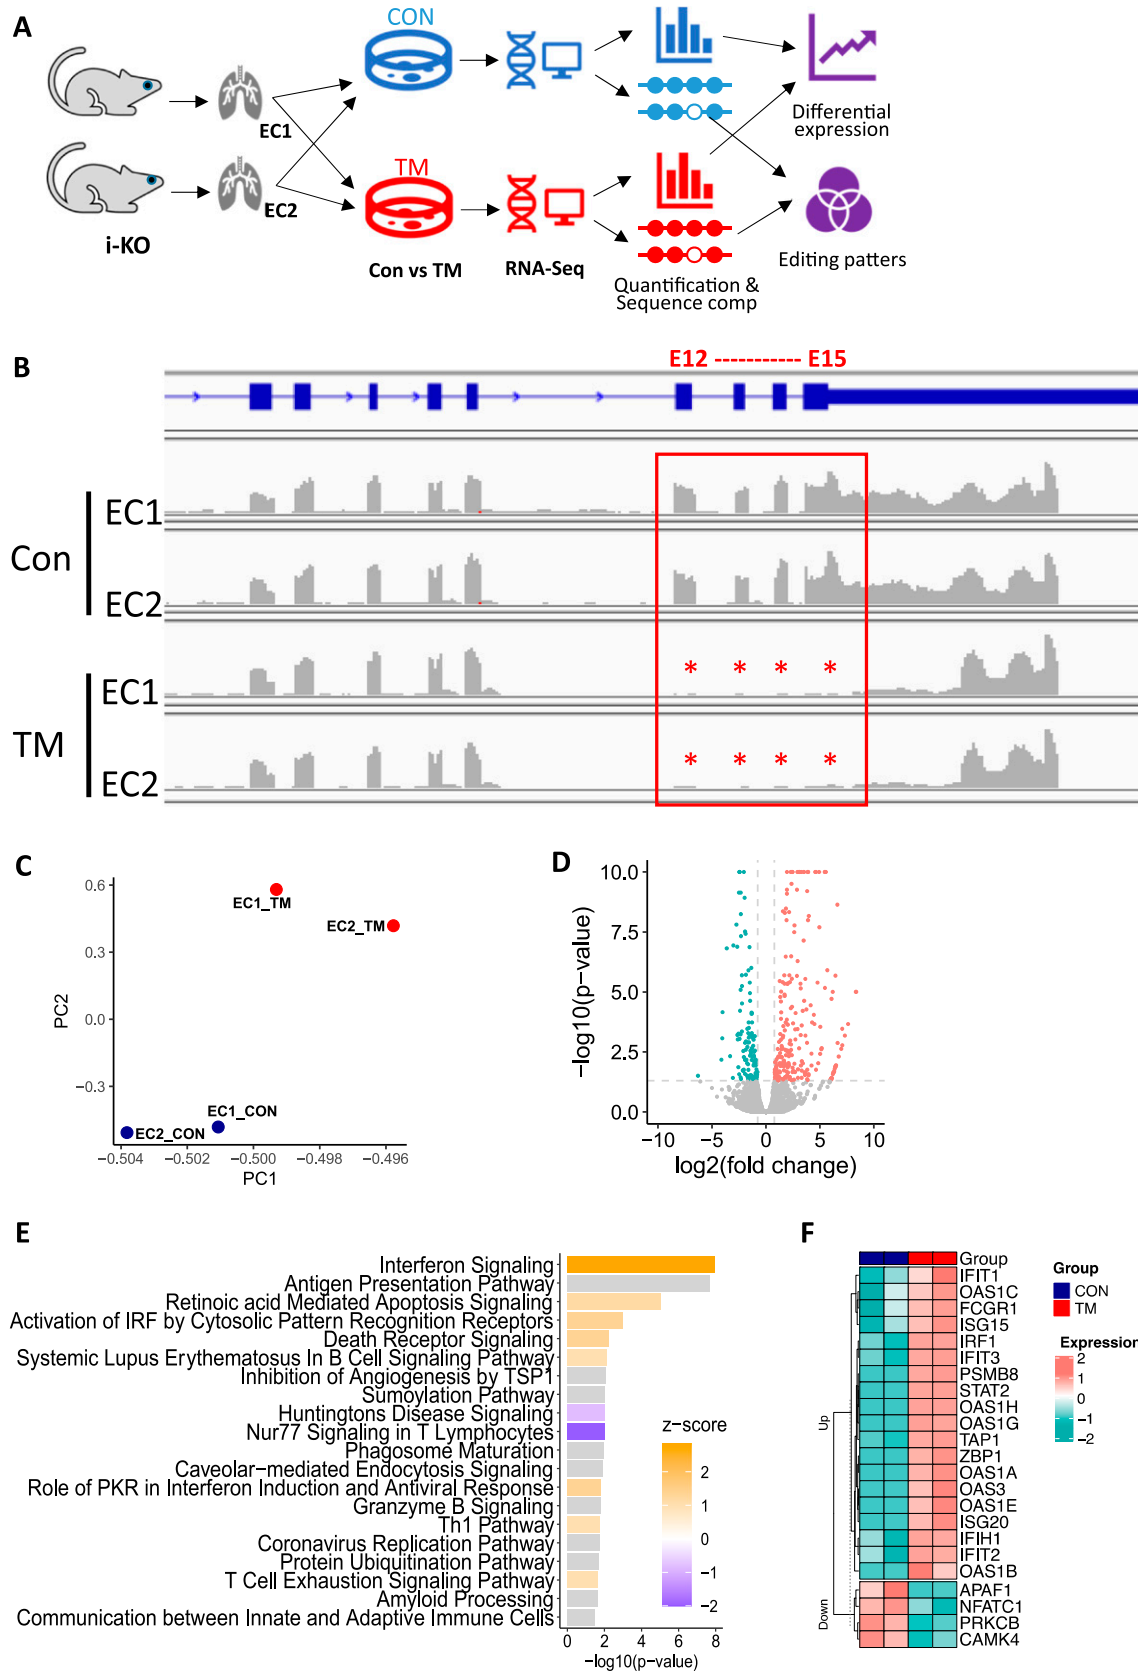 A
CON
EC1
EC2
i-KO
TM
Con vs TM
RNA-Seq
Quantification &
Sequence comp
Differential
expression
Editing patters
B
E12 ----------- E15
Con
EC1
EC2
TM
EC1
* * * *
EC2
* * * *
C
PC2
0.6
0.3
0.0
−0.3
EC1_TM
EC2_TM
EC1_CON
EC2_CON
−0.504 −0.502 −0.500 −0.498 −0.496
PC1
D
−log10(p−value)
10.0
7.5
5.0
2.5
0.0
−10 −5 0 5 10
log2(fold change)
E
Interferon Signaling
Antigen Presentation Pathway
Retinoic acid Mediated Apoptosis Signaling
Activation of IRF by Cytosolic Pattern Recognition Receptors
Death Receptor Signaling
Systemic Lupus Erythematosus In B Cell Signaling Pathway
Inhibition of Angiogenesis by TSP1
Sumoylation Pathway
Huntingtons Disease Signaling
Nur77 Signaling in T Lymphocytes
Phagosome Maturation
Caveolar−mediated Endocytosis Signaling
Role of PKR in Interferon Induction and Antiviral Response
Granzyme B Signaling
Th1 Pathway
Coronavirus Replication Pathway
Protein Ubiquitination Pathway
T Cell Exhaustion Signaling Pathway
Amyloid Processing
Communication between Innate and Adaptive Immune Cells
0 2 4 6 8
−log10(p−value)
z−score
2
1
0
−1
−2
F
Group
IFIT1
OAS1C
FCGR1
ISG15
IRF1
IFIT3
PSMB8
STAT2
OAS1H
OAS1G
TAP1
ZBP1
OAS1A
OAS3
OAS1E
ISG20
IFIH1
IFIT2
OAS1B
APAF1
NFATC1
PRKCB
CAMK4
Up
Down
Group
CON
TM
Expression
2
1
0
−1
−2